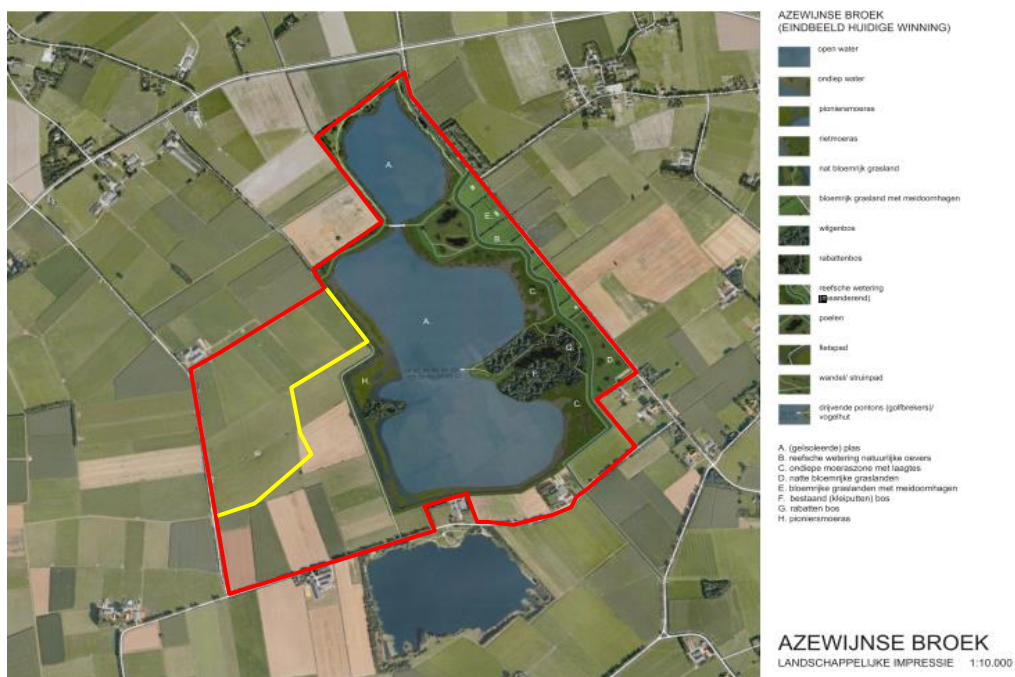 AZEWIJNSE BROEK
(EINDBEELD HUIDIGE WINNING)
open water
ondiep water
pioniersmoeras
rietmoeras
nat bloemrijk grasland
bloemrijk grasland met meidoornhagen
wilgenbos
rabattenbos
reefsche wetering
(meanderend)
poelen
fietspad
wandel/ struinpad
drijvende pontons (golfbrekers)/
vogelhut
A. (geïsoleerde) plas
B. reefsche wetering natuurlijke oevers
C. ondiepe moeraszone met laagtes
D. natte bloemrijke graslanden
E. bloemrijke graslanden met meidoornhagen
F. bestaand (kleiputten) bos
G. rabatten bos
H. pioniersmoeras
A.
E.
B.
C.
A.
G.
F.
D.
H.
C.
AZEWIJNSE BROEK
LANDSCHAPPELIJKE IMPRESSIE 1:10.000